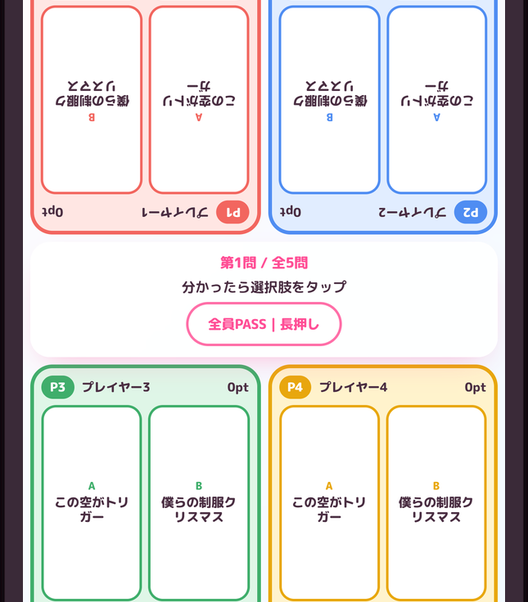 B
僕らの制服ク
リスマス
A
この空がトリ
ガー
P1
プレイヤー1
0pt
B
僕らの制服ク
リスマス
A
この空がトリ
ガー
P2
プレイヤー2
0pt
第1問 / 全5問
分かったら選択肢をタップ
全員PASS｜長押し
P3
プレイヤー3
0pt
A
この空がトリ
ガー
B
僕らの制服ク
リスマス
P4
プレイヤー4
0pt
A
この空がトリ
ガー
B
僕らの制服ク
リスマス